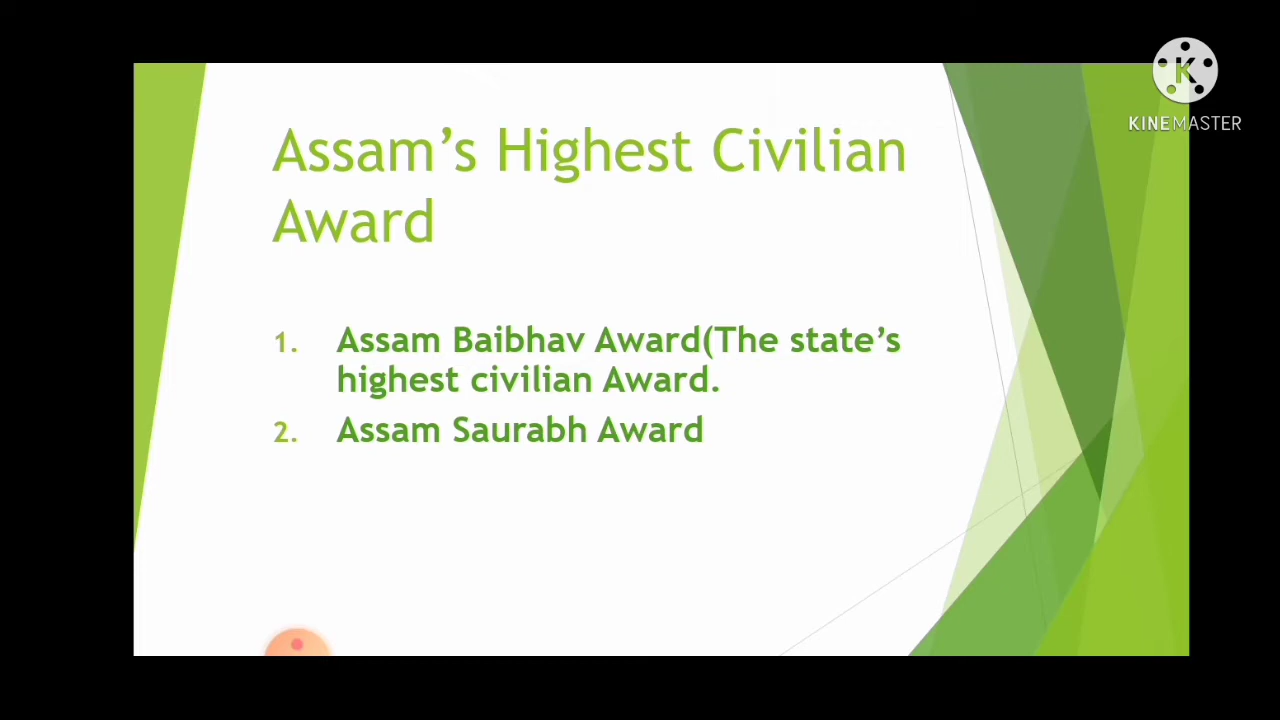 KINEMASTER
Assam’s Highest Civilian
Award
1. Assam Baibhav Award(The state’s
highest civilian Award.
2. Assam Saurabh Award